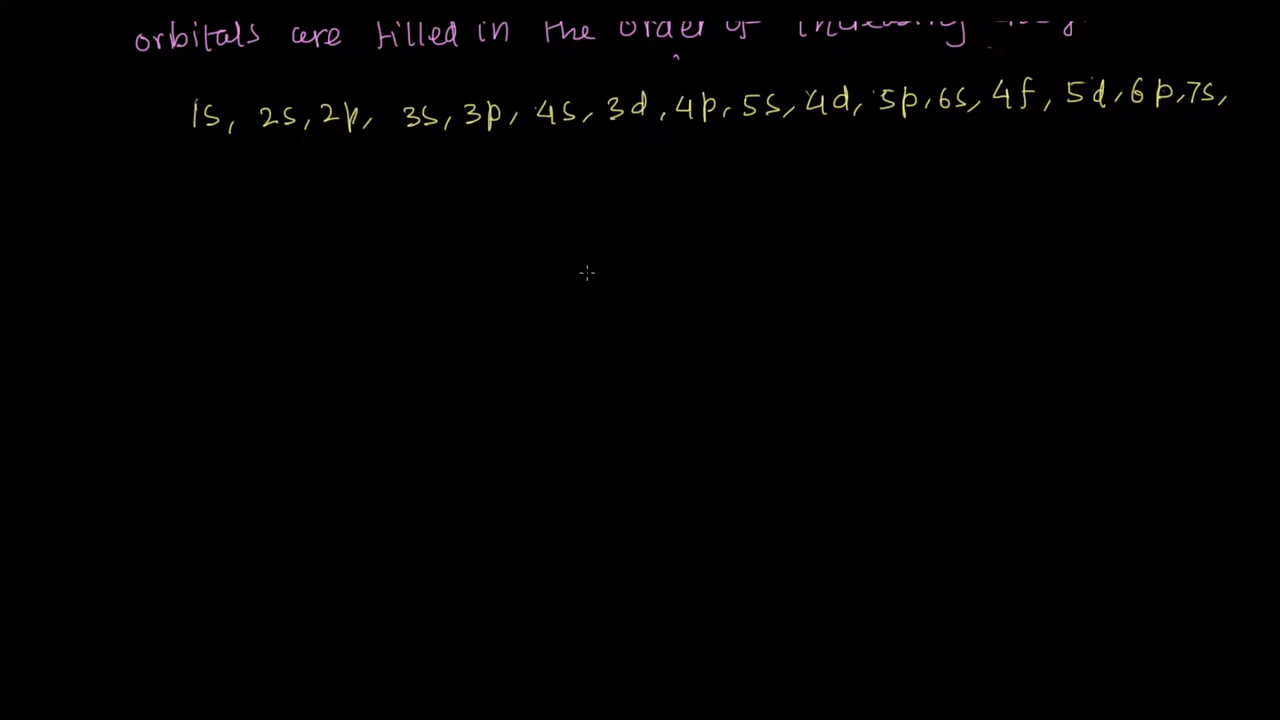 orbitals are filled in the order of increasing
1s, 2s, 2p, 3s, 3p, 4s, 3d, 4p, 5s, 4d, 5p, 6s, 4f, 5d, 6p, 7s,